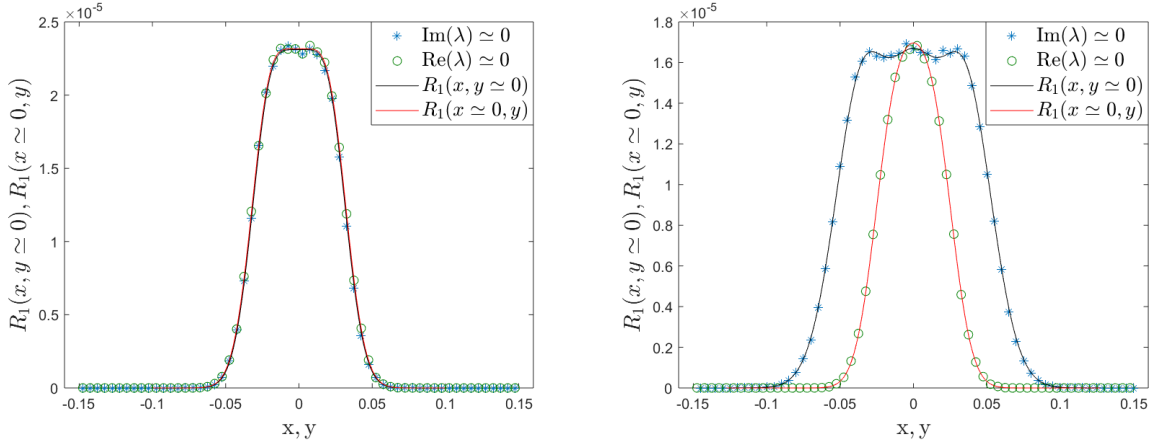 ×10⁻⁵
2.5
2
1.5
1
0.5
0
-0.15
-0.1
-0.05
0
0.05
0.1
0.15
x, y
R₁(x, y ≃ 0), R₁(x ≃ 0, y)
Im(λ) ≃ 0
Re(λ) ≃ 0
R₁(x, y ≃ 0)
R₁(x ≃ 0, y)
×10⁻⁵
1.8
1.6
1.4
1.2
1
0.8
0.6
0.4
0.2
0
-0.15
-0.1
-0.05
0
0.05
0.1
0.15
x, y
R₁(x, y ≃ 0), R₁(x ≃ 0, y)
Im(λ) ≃ 0
Re(λ) ≃ 0
R₁(x, y ≃ 0)
R₁(x ≃ 0, y)